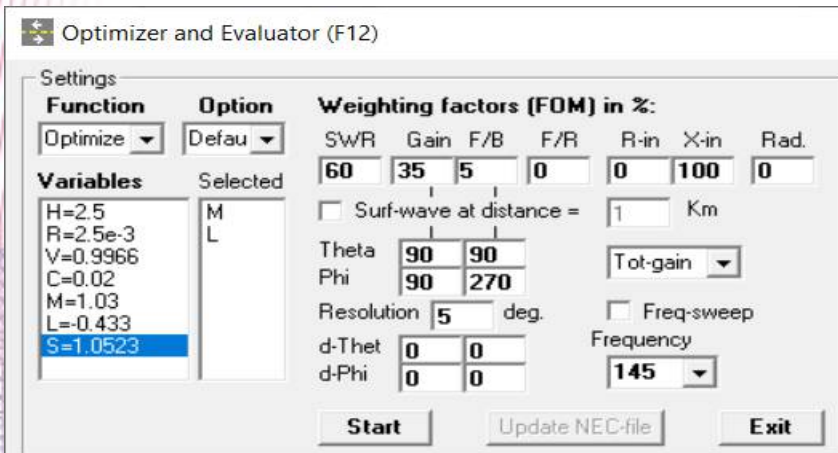 Optimizer and Evaluator (F12)
Settings
Function Option Weighting factors (FOM) in %:
Optimize Defau SWR Gain F/B F/R R-in X-in Rad.
60 35 5 0 0 100 0
Variables Selected
H=2.5 M Surf-wave at distance = 1 Km
R=2.5e-3 L
V=0.9966 Theta 90 90 Tot-gain
C=0.02 Phi 90 270
M=1.03 Resolution 5 deg. Freq-sweep
L=-0.433
S=1.0523 d-Thet 0 0 Frequency
d-Phi 0 0 145
Start Update NEC-file Exit